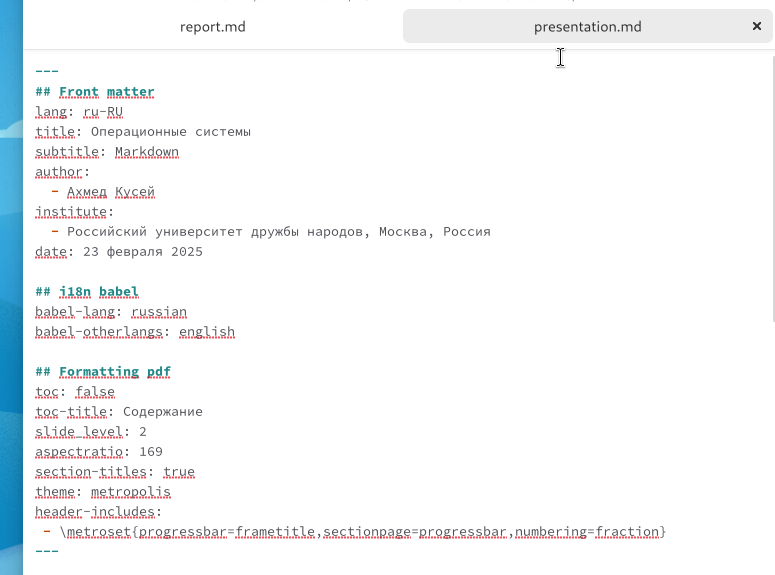 report.md
presentation.md
---
## Front matter
lang: ru-RU
title: Операционные системы
subtitle: Markdown
author:
  - Ахмед Кусей
institute:
  - Российский университет дружбы народов, Москва, Россия
date: 23 февраля 2025
## i18n babel
babel-lang: russian
babel-otherlangs: english
## Formatting pdf
toc: false
toc-title: Содержание
slide_level: 2
aspectratio: 169
section-titles: true
theme: metropolis
header-includes:
 - \metroset{progressbar=frametitle,sectionpage=progressbar,numbering=fraction}
---